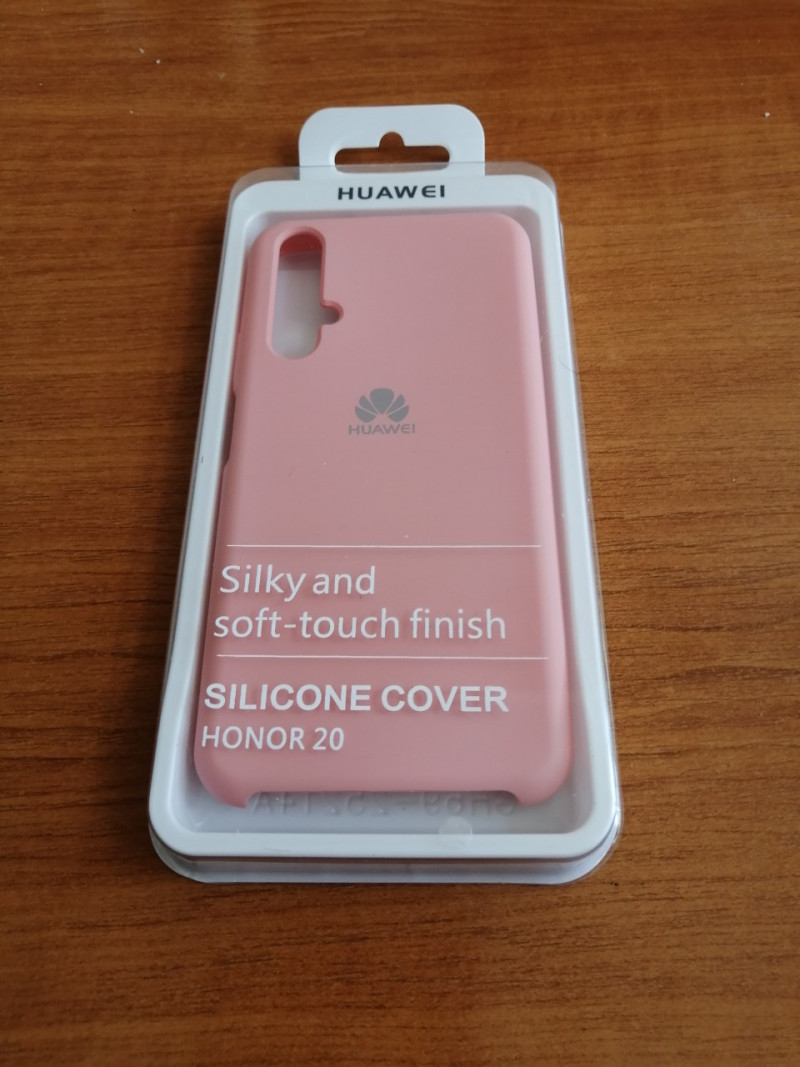 HUAWEI
HUAWEI
Silky and
soft-touch finish
SILICONE COVER
HONOR 20